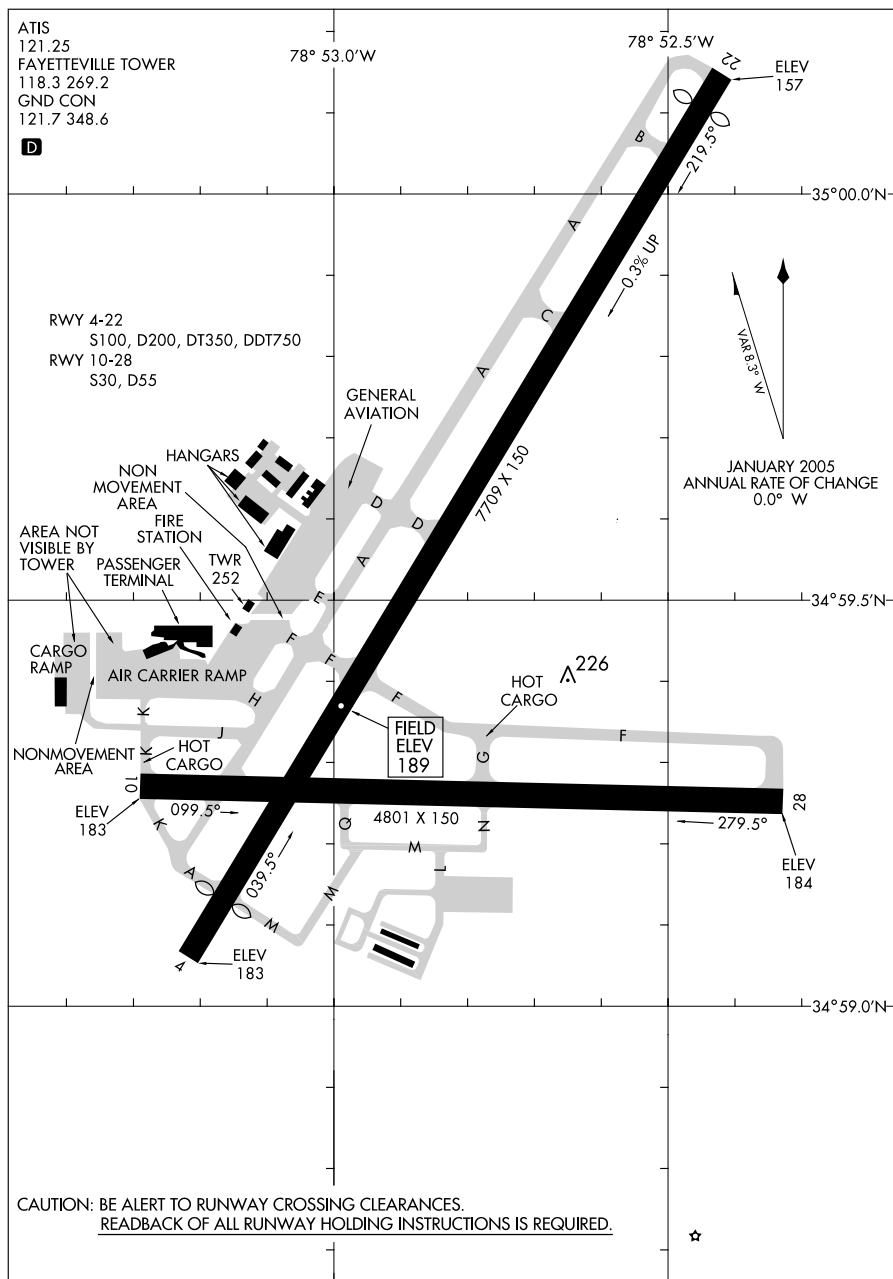 ATIS
121.25
FAYETTEVILLE TOWER
118.3 269.2
GND CON
121.7 348.6
D
78° 53.0'W
78° 52.5'W
22
ELEV
157
B
219.5°
35°00.0'N
A
0.3% UP
VAR 8.3° W
RWY 4-22
S100, D200, DT350, DDT750
RWY 10-28
S30, D55
C
A
GENERAL
AVIATION
JANUARY 2005
ANNUAL RATE OF CHANGE
0.0° W
7709 X 150
HANGARS
NON
MOVEMENT
AREA
FIRE
STATION
D
D
AREA NOT
VISIBLE BY
TOWER
PASSENGER
TERMINAL
TWR
252
A
E
34°59.5'N
F
F
CARGO
RAMP
AIR CARRIER RAMP
226
HOT
CARGO
F
H
K
J
FIELD
ELEV
189
F
NONMOVEMENT
AREA
K
HOT
CARGO
G
10
28
ELEV
183
099.5°
4801 X 150
279.5°
K
Q
N
M
ELEV
184
L
A
039.5°
M
M
4
ELEV
183
34°59.0'N
CAUTION: BE ALERT TO RUNWAY CROSSING CLEARANCES.
READBACK OF ALL RUNWAY HOLDING INSTRUCTIONS IS REQUIRED.